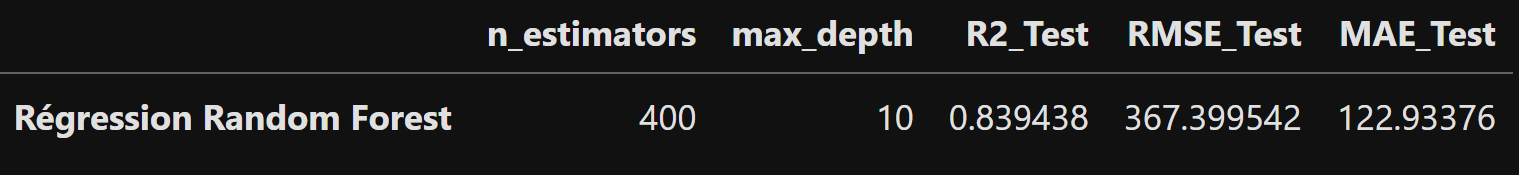 n_estimators max_depth R2_Test RMSE_Test MAE_Test
Régression Random Forest 400 10 0.839438 367.399542 122.93376